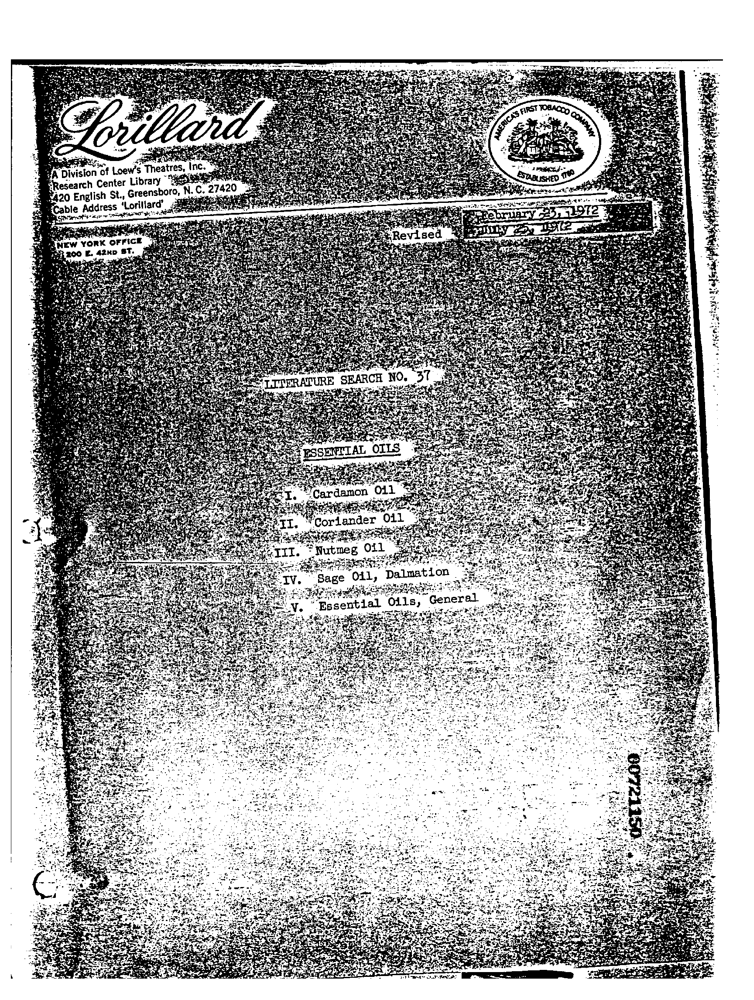 Lorillard
A Division of Loew's Theatres, Inc.
Research Center Library
420 English St., Greensboro, N. C. 27420
Cable Address 'Lorillard'
AMERICA'S FIRST TOBACCO COMPANY
ESTABLISHED 1760
NEW YORK OFFICE
200 E. 42ND ST.
February 23, 1972
Revised July 25, 1972
LITERATURE SEARCH NO. 37
ESSENTIAL OILS
I. Cardamon Oil
II. Coriander Oil
III. Nutmeg Oil
IV. Sage Oil, Dalmation
V. Essential Oils, General
00721150